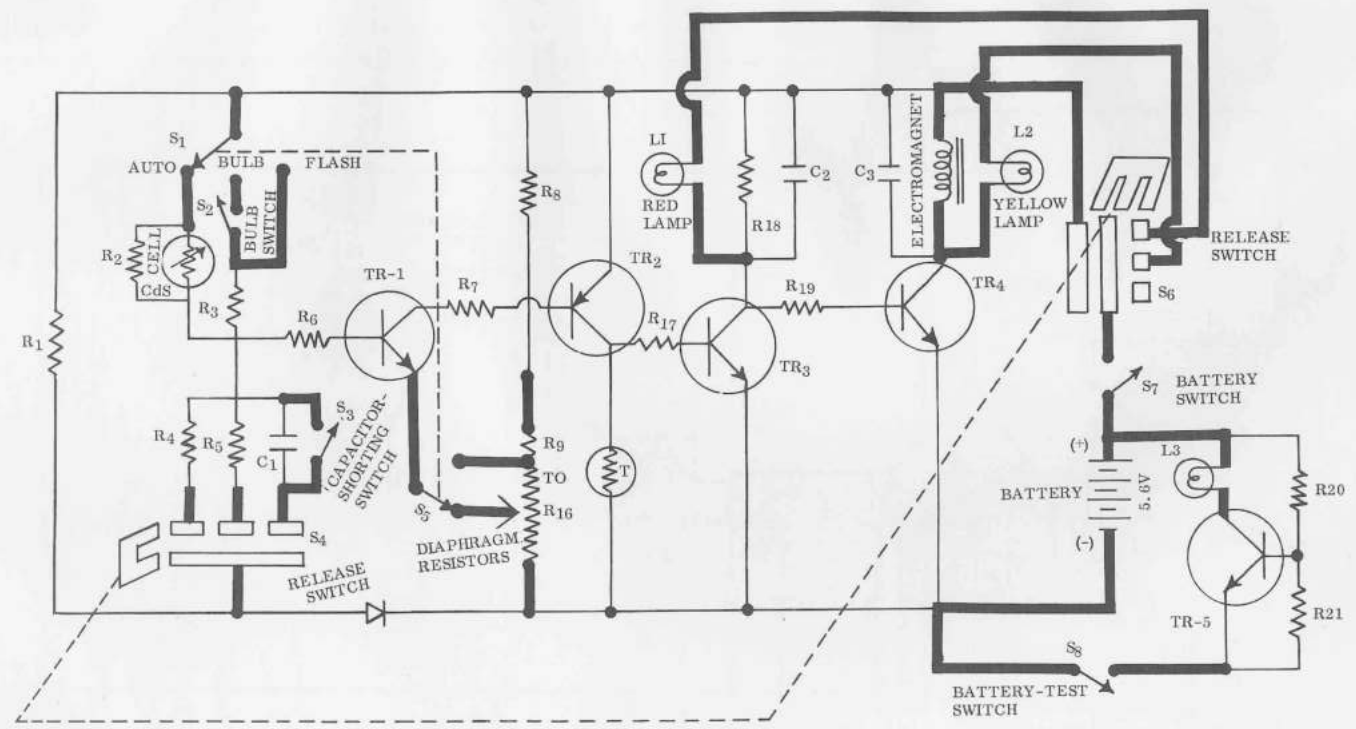 L1
RED
LAMP
R18
C2
C3
ELECTROMAGNET
L2
YELLOW
LAMP
RELEASE
SWITCH
S6
S1
AUTO
BULB
FLASH
S2
BULB
SWITCH
R2
CELL
CdS
R3
R8
TR-1
R7
TR2
R6
R1
R17
TR3
R19
TR4
S7
BATTERY
SWITCH
R4
R5
C1
S3
CAPACITOR-
SHORTING
SWITCH
S4
RELEASE
SWITCH
S5
DIAPHRAGM
RESISTORS
R9
TO
R16
T
(+)
BATTERY
5.6V
(-)
L3
R20
R21
TR-5
S8
BATTERY-TEST
SWITCH